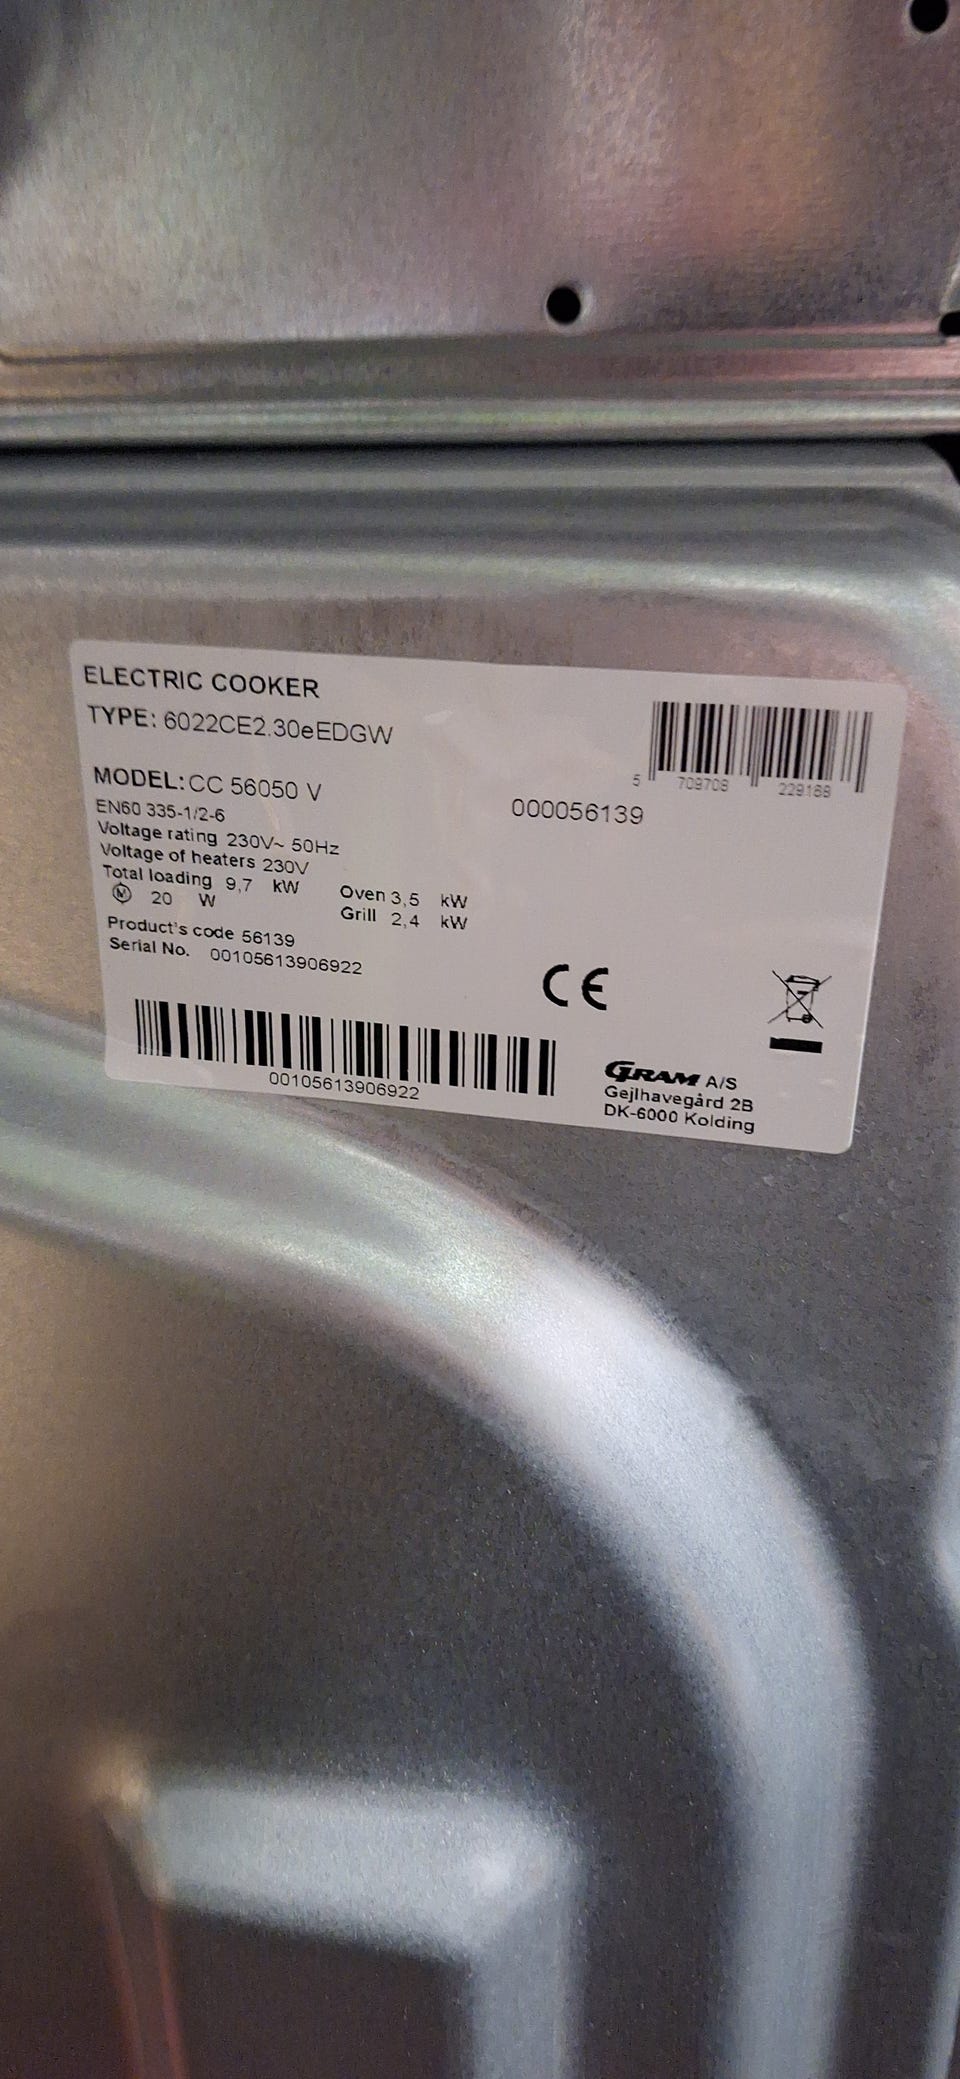 ELECTRIC COOKER
TYPE: 6022CE2.30eEDGW
MODEL: CC 56050 V
EN60 335-1/2-6
Voltage rating 230V~ 50Hz
Voltage of heaters 230V
Total loading 9,7 kW
Oven 3,5 kW
M 20 W
Grill 2,4 kW
Product's code 56139
Serial No. 00105613906922
00105613906922
5 709708 229168
000056139
CE
GRAM A/S
Gejlhavegård 2B
DK-6000 Kolding